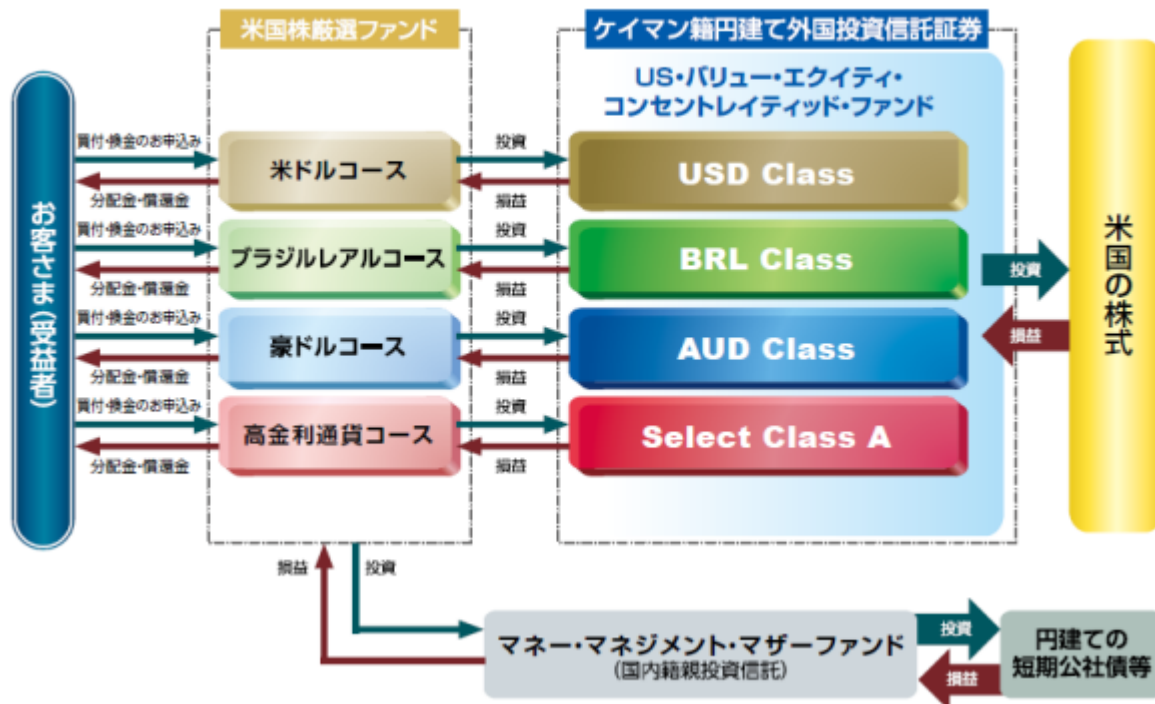 米国株厳選ファンド
ケイマン籍円建て外国投資信託証券
US・バリュー・エクイティ・
コンセントレイティッド・ファンド
お客さま(受益者)
買付・換金のお申込み
分配金・償還金
米ドルコース
投資
損益
USD Class
買付・換金のお申込み
分配金・償還金
ブラジルレアルコース
投資
損益
BRL Class
買付・換金のお申込み
分配金・償還金
豪ドルコース
投資
損益
AUD Class
買付・換金のお申込み
分配金・償還金
高金利通貨コース
投資
損益
Select Class A
投資
損益
米国の株式
損益
投資
マネー・マネジメント・マザーファンド
(国内籍親投資信託)
投資
損益
円建ての
短期公社債等